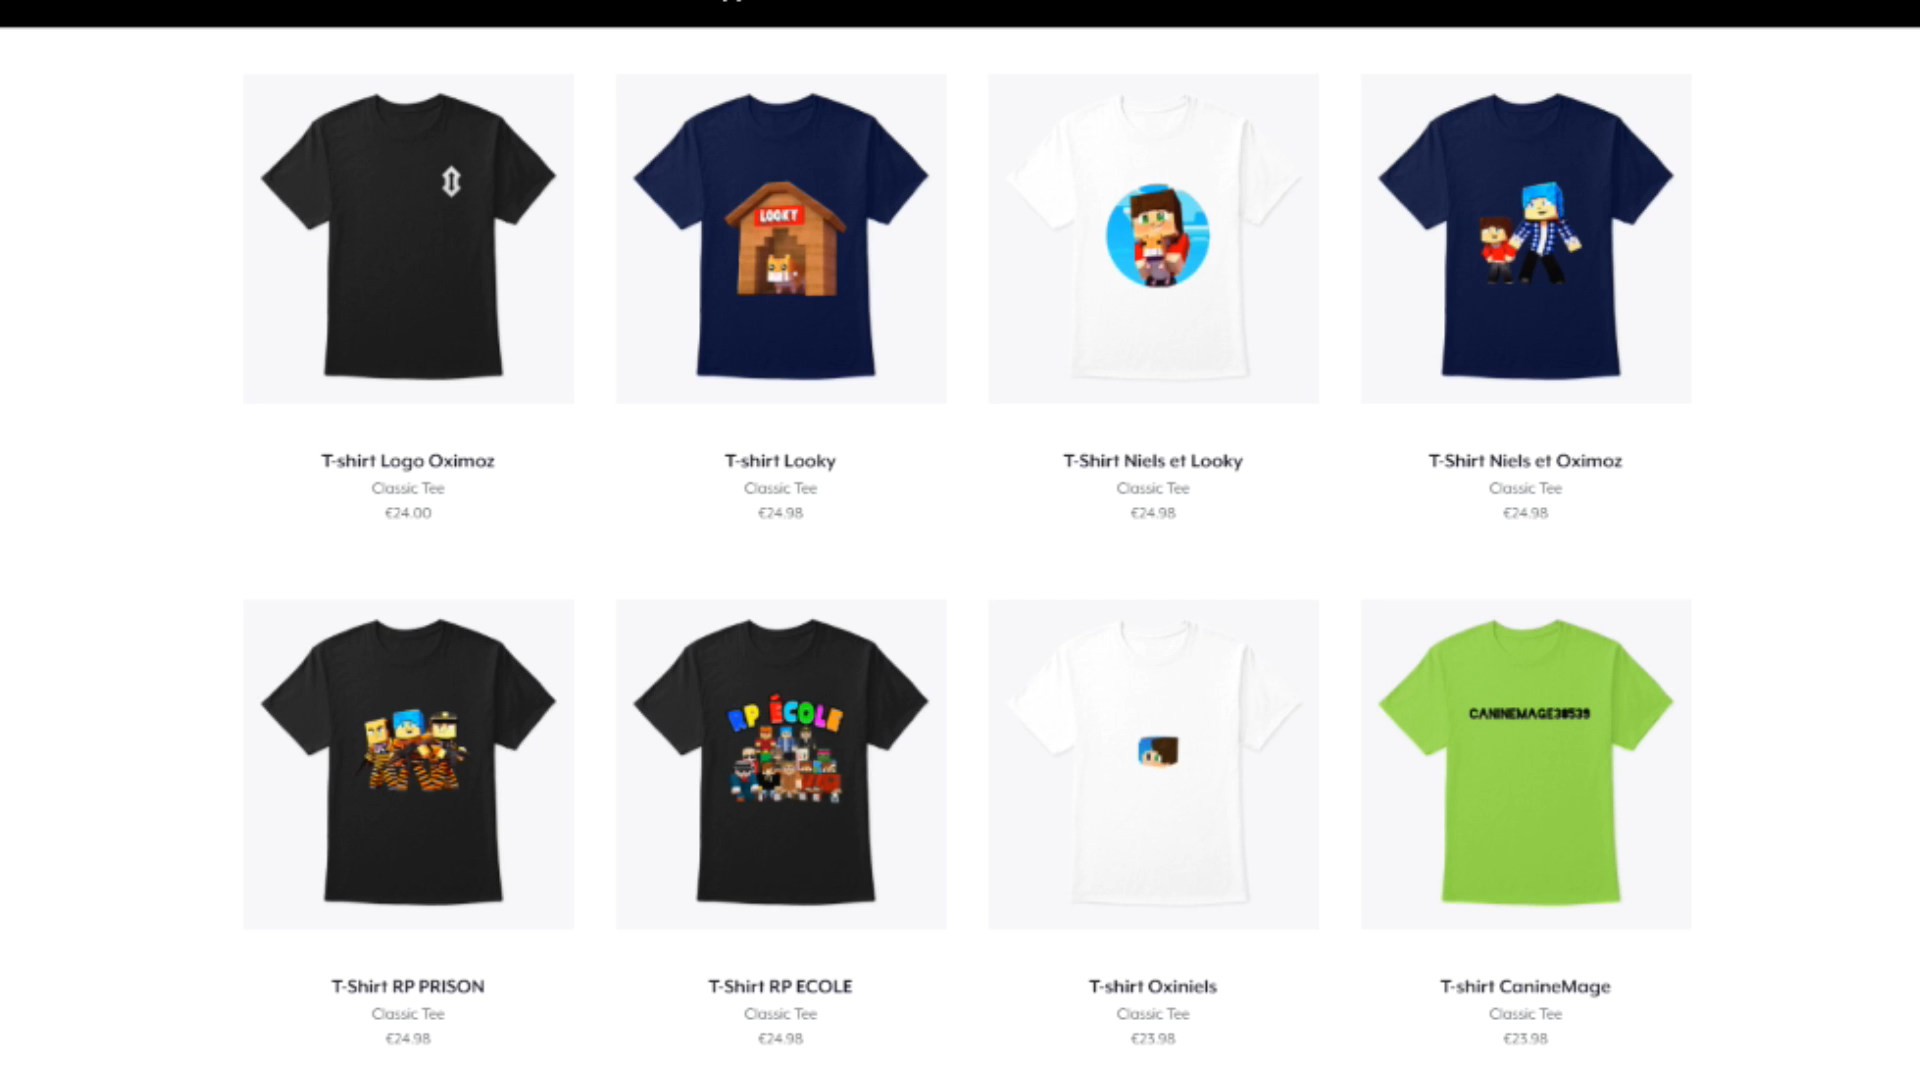 LOOKY
T-shirt Logo Oximoz
Classic Tee
€24.00
T-shirt Looky
Classic Tee
€24.98
T-Shirt Niels et Looky
Classic Tee
€24.98
T-Shirt Niels et Oximoz
Classic Tee
€24.98
RP ÉCOLE
CANINEMAGE30539
T-Shirt RP PRISON
Classic Tee
€24.98
T-Shirt RP ECOLE
Classic Tee
€24.98
T-shirt Oxiniels
Classic Tee
€23.98
T-shirt CanineMage
Classic Tee
€23.98